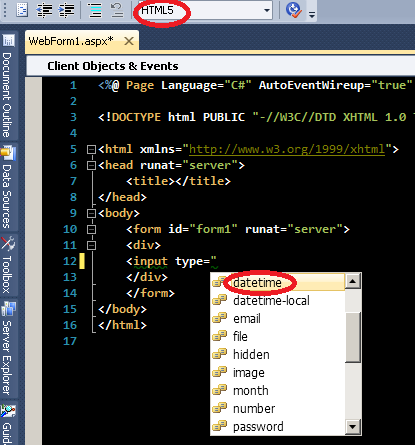 HTML5
WebForm1.aspx*
Client Objects & Events
Document Outline
Data Sources
Toolbox
Server Explorer
1 <%@ Page Language="C#" AutoEventWireup="true"
2
3 <!DOCTYPE html PUBLIC "-//W3C//DTD XHTML 1.0
4
5 <html xmlns="http://www.w3.org/1999/xhtml">
6 <head runat="server">
7 <title></title>
8 </head>
9 <body>
10 <form id="form1" runat="server">
11 <div>
12 <input type="
13 </div>
14 </form>
15 </body>
16 </html>
17
datetime
datetime-local
email
file
hidden
image
month
number
password